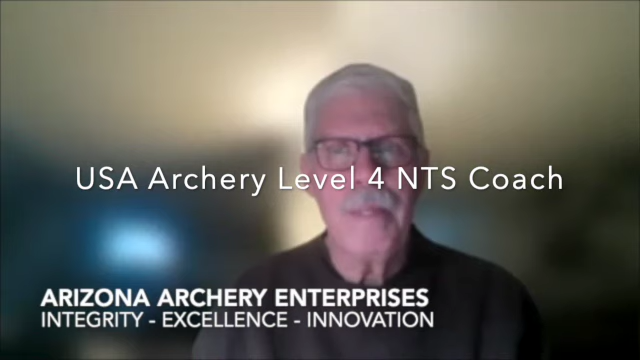 USA Archery Level 4 NTS Coach
ARIZONA ARCHERY ENTERPRISES
INTEGRITY - EXCELLENCE - INNOVATION